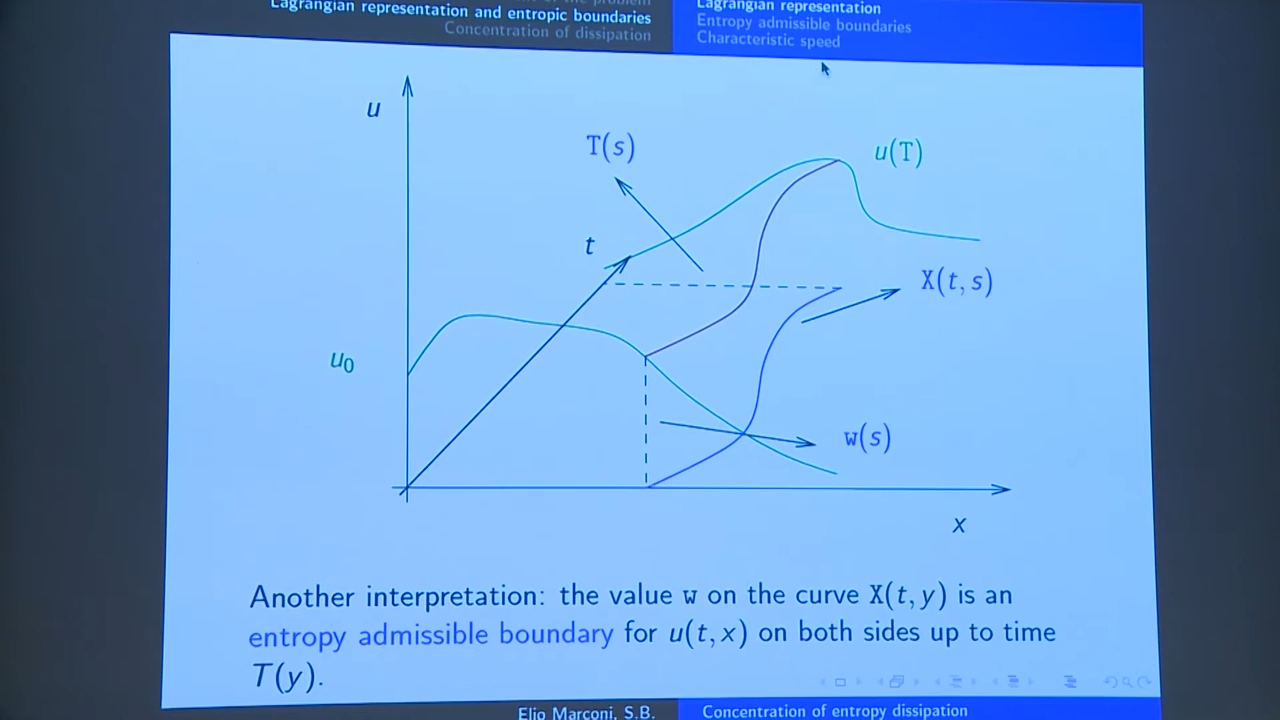 Lagrangian representation and entropic boundaries
Concentration of dissipation
Lagrangian representation
Entropy admissible boundaries
Characteristic speed
u
T(s)
u(T)
t
X(t, s)
u0
w(s)
x
Another interpretation: the value w on the curve X(t, y) is an
entropy admissible boundary for u(t, x) on both sides up to time
T(y).
Elio Marconi, S.B.
Concentration of entropy dissipation